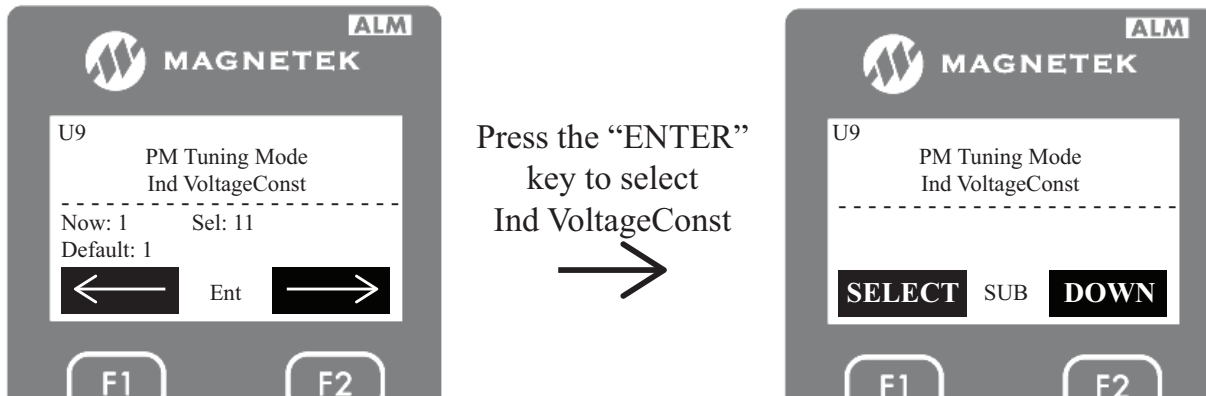 ALM
MAGNETEK
U9
PM Tuning Mode
Ind VoltageConst
Now: 1 Sel: 11
Default: 1
Ent
F1 F2
Press the “ENTER”
key to select
Ind VoltageConst
ALM
MAGNETEK
U9
PM Tuning Mode
Ind VoltageConst
SELECT SUB DOWN
F1 F2